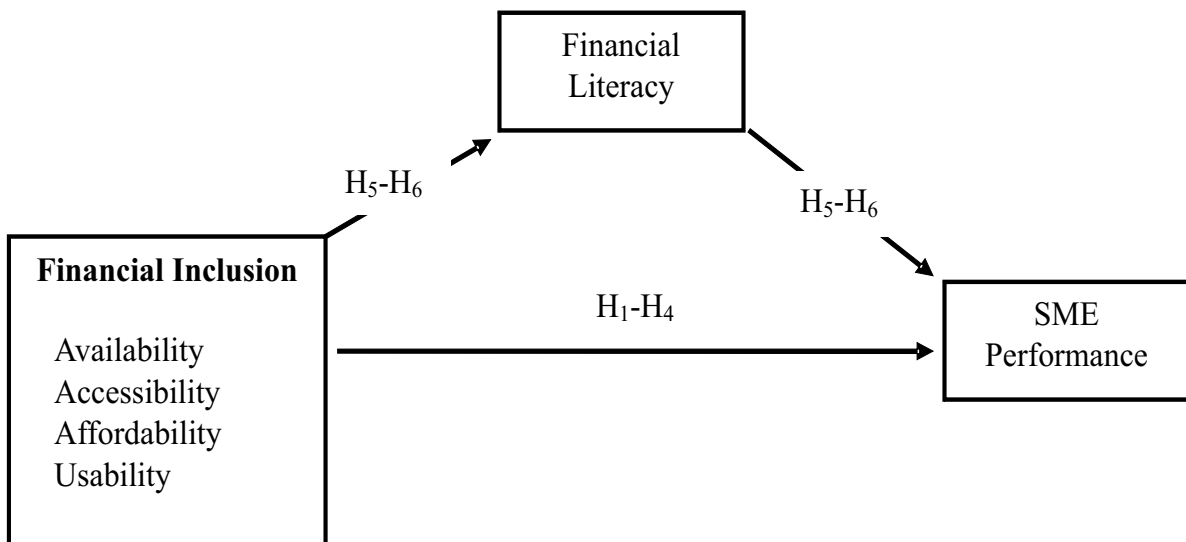 Financial
Literacy
H₅-H₆
H₅-H₆
Financial Inclusion
Availability
Accessibility
Affordability
Usability
H₁-H₄
SME
Performance